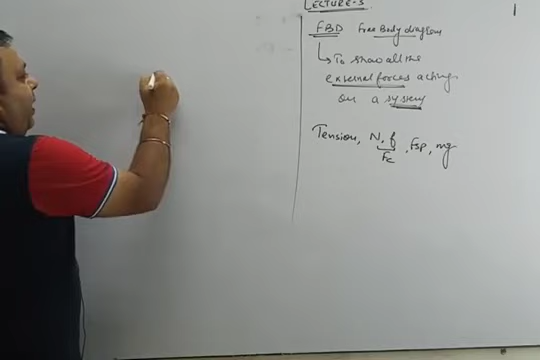 LECTURE-3
FBD Free Body diagram
↳ To show all the
external forces acting
on a system
Tension, N, f, Fsp, mg
Fc